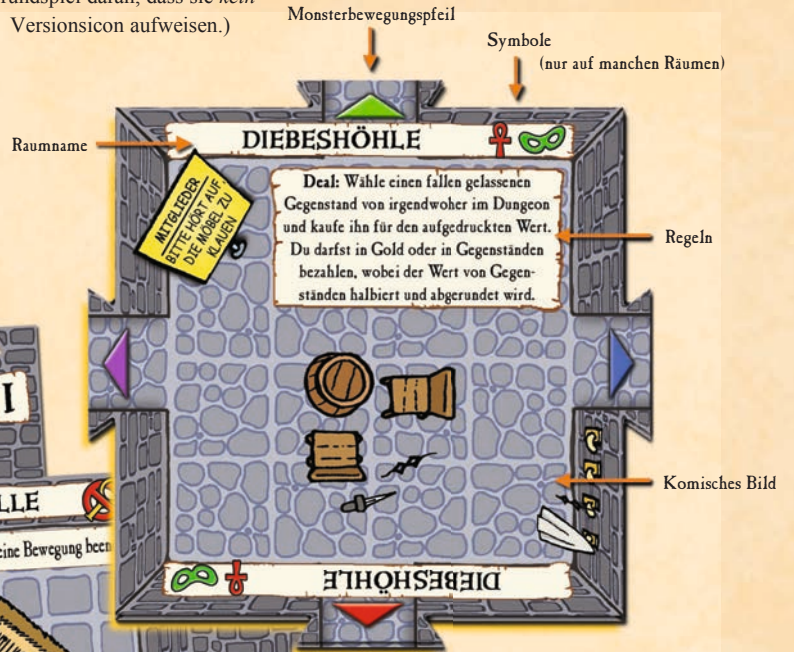 dass sie kein
Versionsicon aufweisen.)
Monsterbewegungspfeil
Symbole
(nur auf manchen Räumen)
Raumname
DIEBESHÖHLE
MITGLIEDER
BITTE HÖRT AUF,
DIE MÖBEL ZU
KLAUEN
Deal: Wähle einen fallen gelassenen
Gegenstand von irgendwoher im Dungeon
und kaufe ihn für den aufgedruckten Wert.
Du darfst in Gold oder in Gegenständen
bezahlen, wobei der Wert von Gegen-
ständen halbiert und abgerundet wird.
Regeln
I
LLE
eine Bewegung been
Komisches Bild
DIEBESHÖHLE